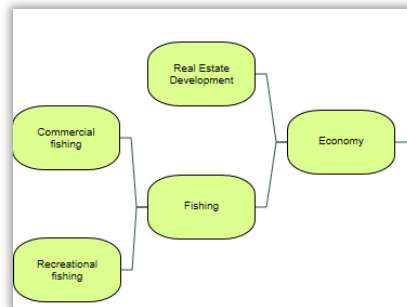 Real Estate
Development
Commercial
fishing
Economy
Fishing
Recreational
fishing